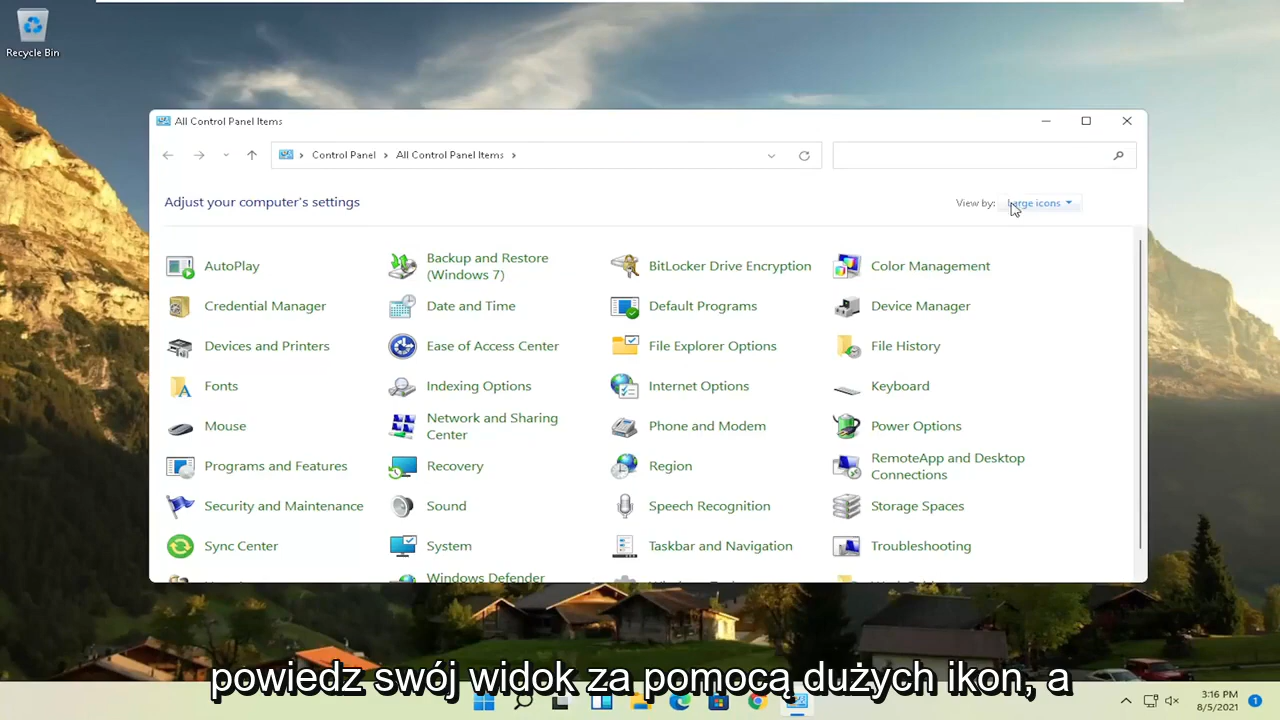 Recycle Bin
All Control Panel Items
Control Panel
All Control Panel Items
Adjust your computer's settings
View by: Large icons
AutoPlay
Backup and Restore
(Windows 7)
BitLocker Drive Encryption
Color Management
Credential Manager
Date and Time
Default Programs
Device Manager
Devices and Printers
Ease of Access Center
File Explorer Options
File History
Fonts
Indexing Options
Internet Options
Keyboard
Mouse
Network and Sharing
Center
Phone and Modem
Power Options
Programs and Features
Recovery
Region
RemoteApp and Desktop
Connections
Security and Maintenance
Sound
Speech Recognition
Storage Spaces
Sync Center
System
Taskbar and Navigation
Troubleshooting
Windows Defender
powiedz swój widok za pomocą dużych ikon, a
3:16 PM
8/5/2021
1